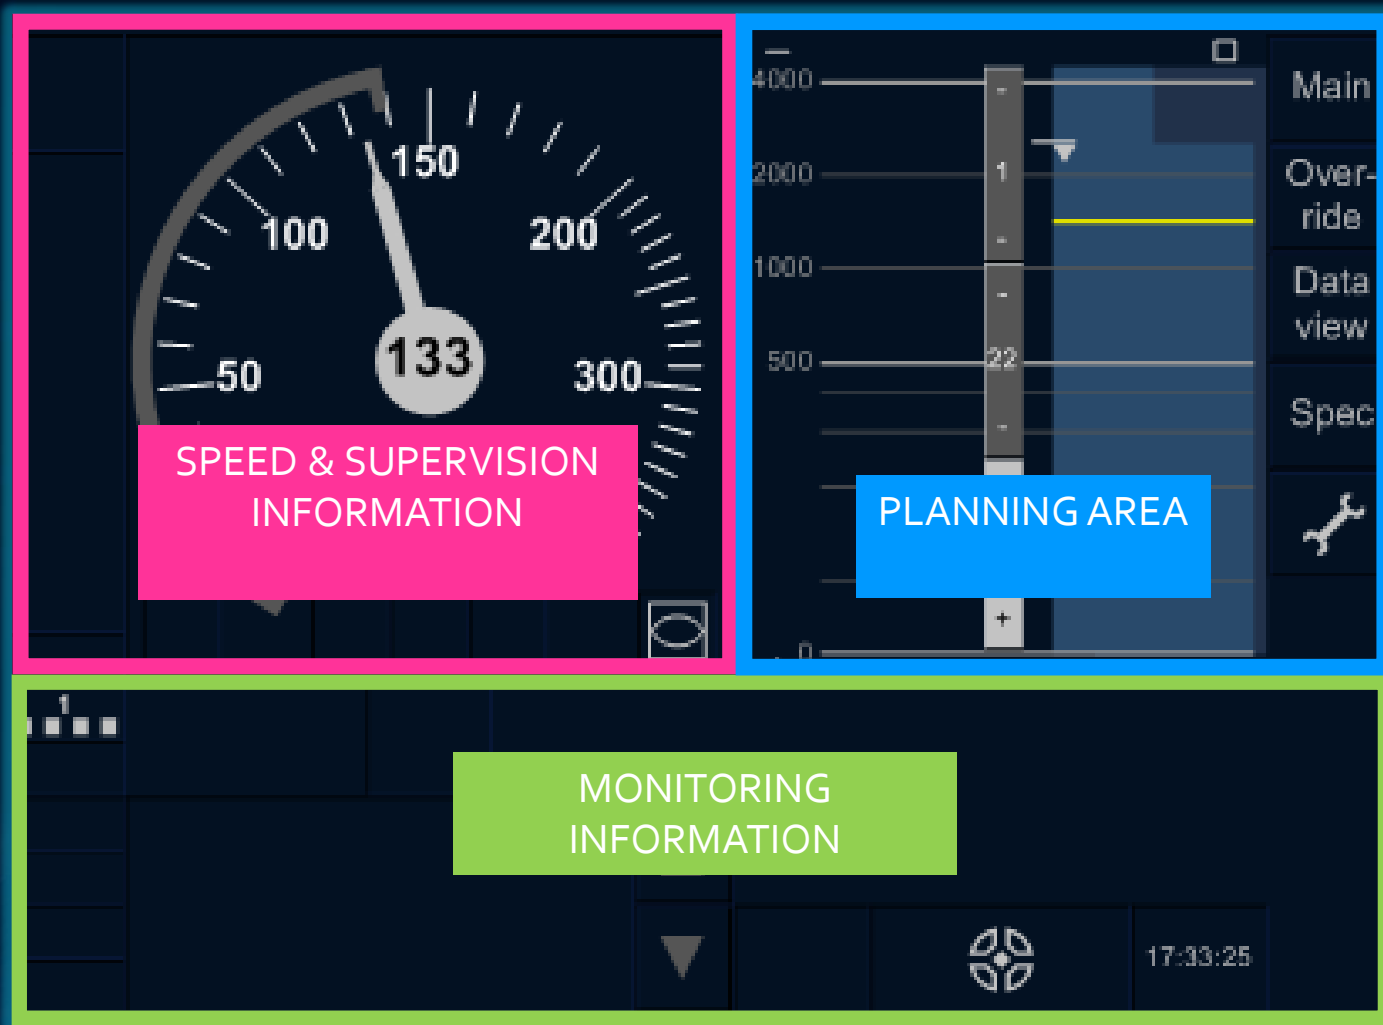 150
100
200
133
50
300
SPEED & SUPERVISION
INFORMATION
4000
2000
1000
500
0
-
1
-
-
22
-
+
PLANNING AREA
Main
Over-
ride
Data
view
Spec
1
MONITORING
INFORMATION
17:33:25